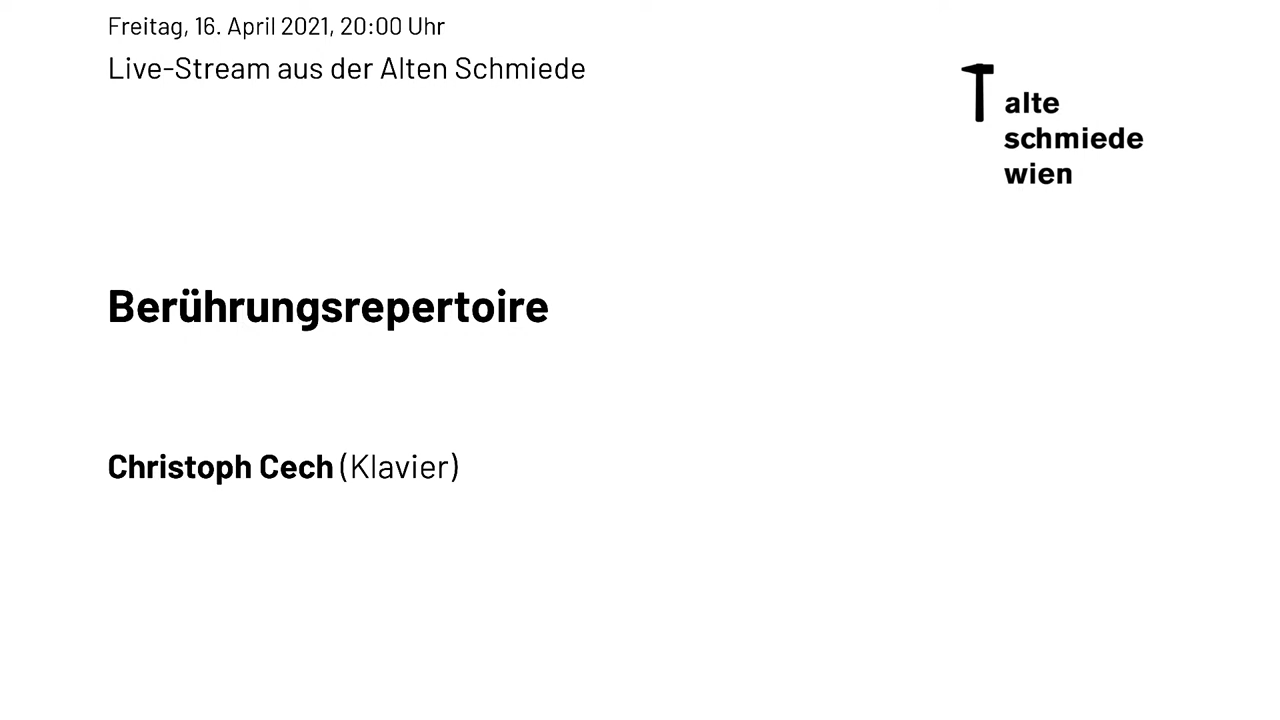 Freitag, 16. April 2021, 20:00 Uhr
Live-Stream aus der Alten Schmiede
alte
schmiede
wien
Berührungsrepertoire
Christoph Cech (Klavier)